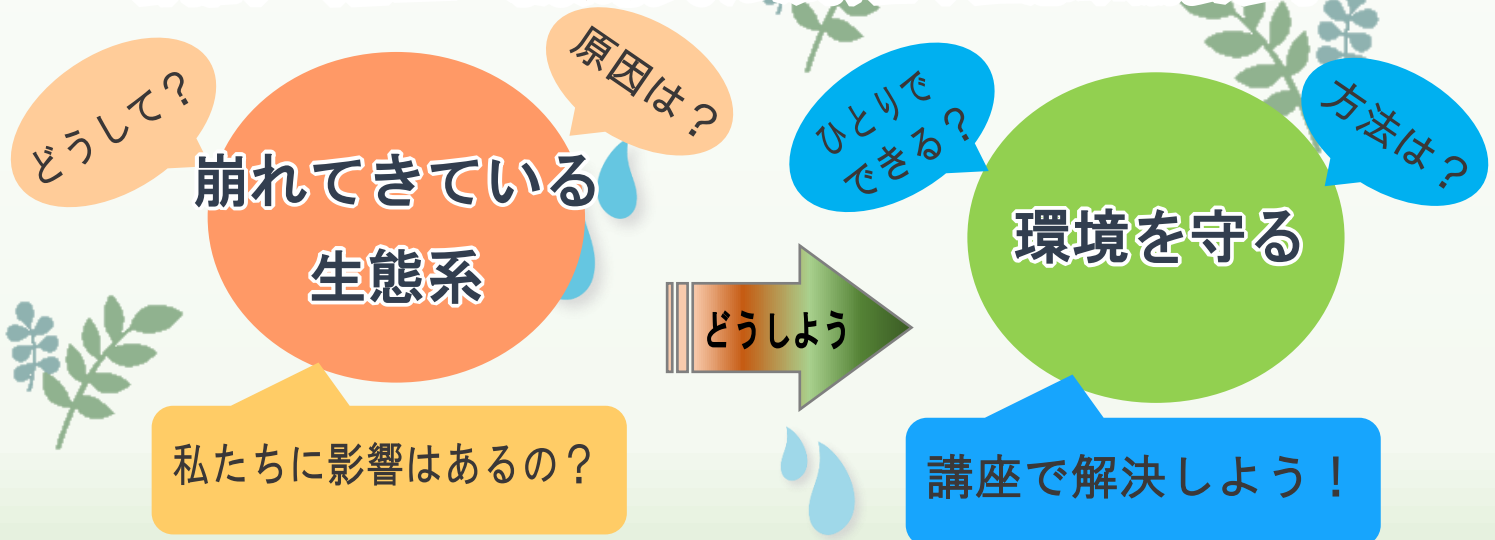 どうして？
原因は？
崩れてきている
生態系
私たちに影響はあるの？
どうしよう
ひとりで
できる？
方法は？
環境を守る
講座で解決しよう！